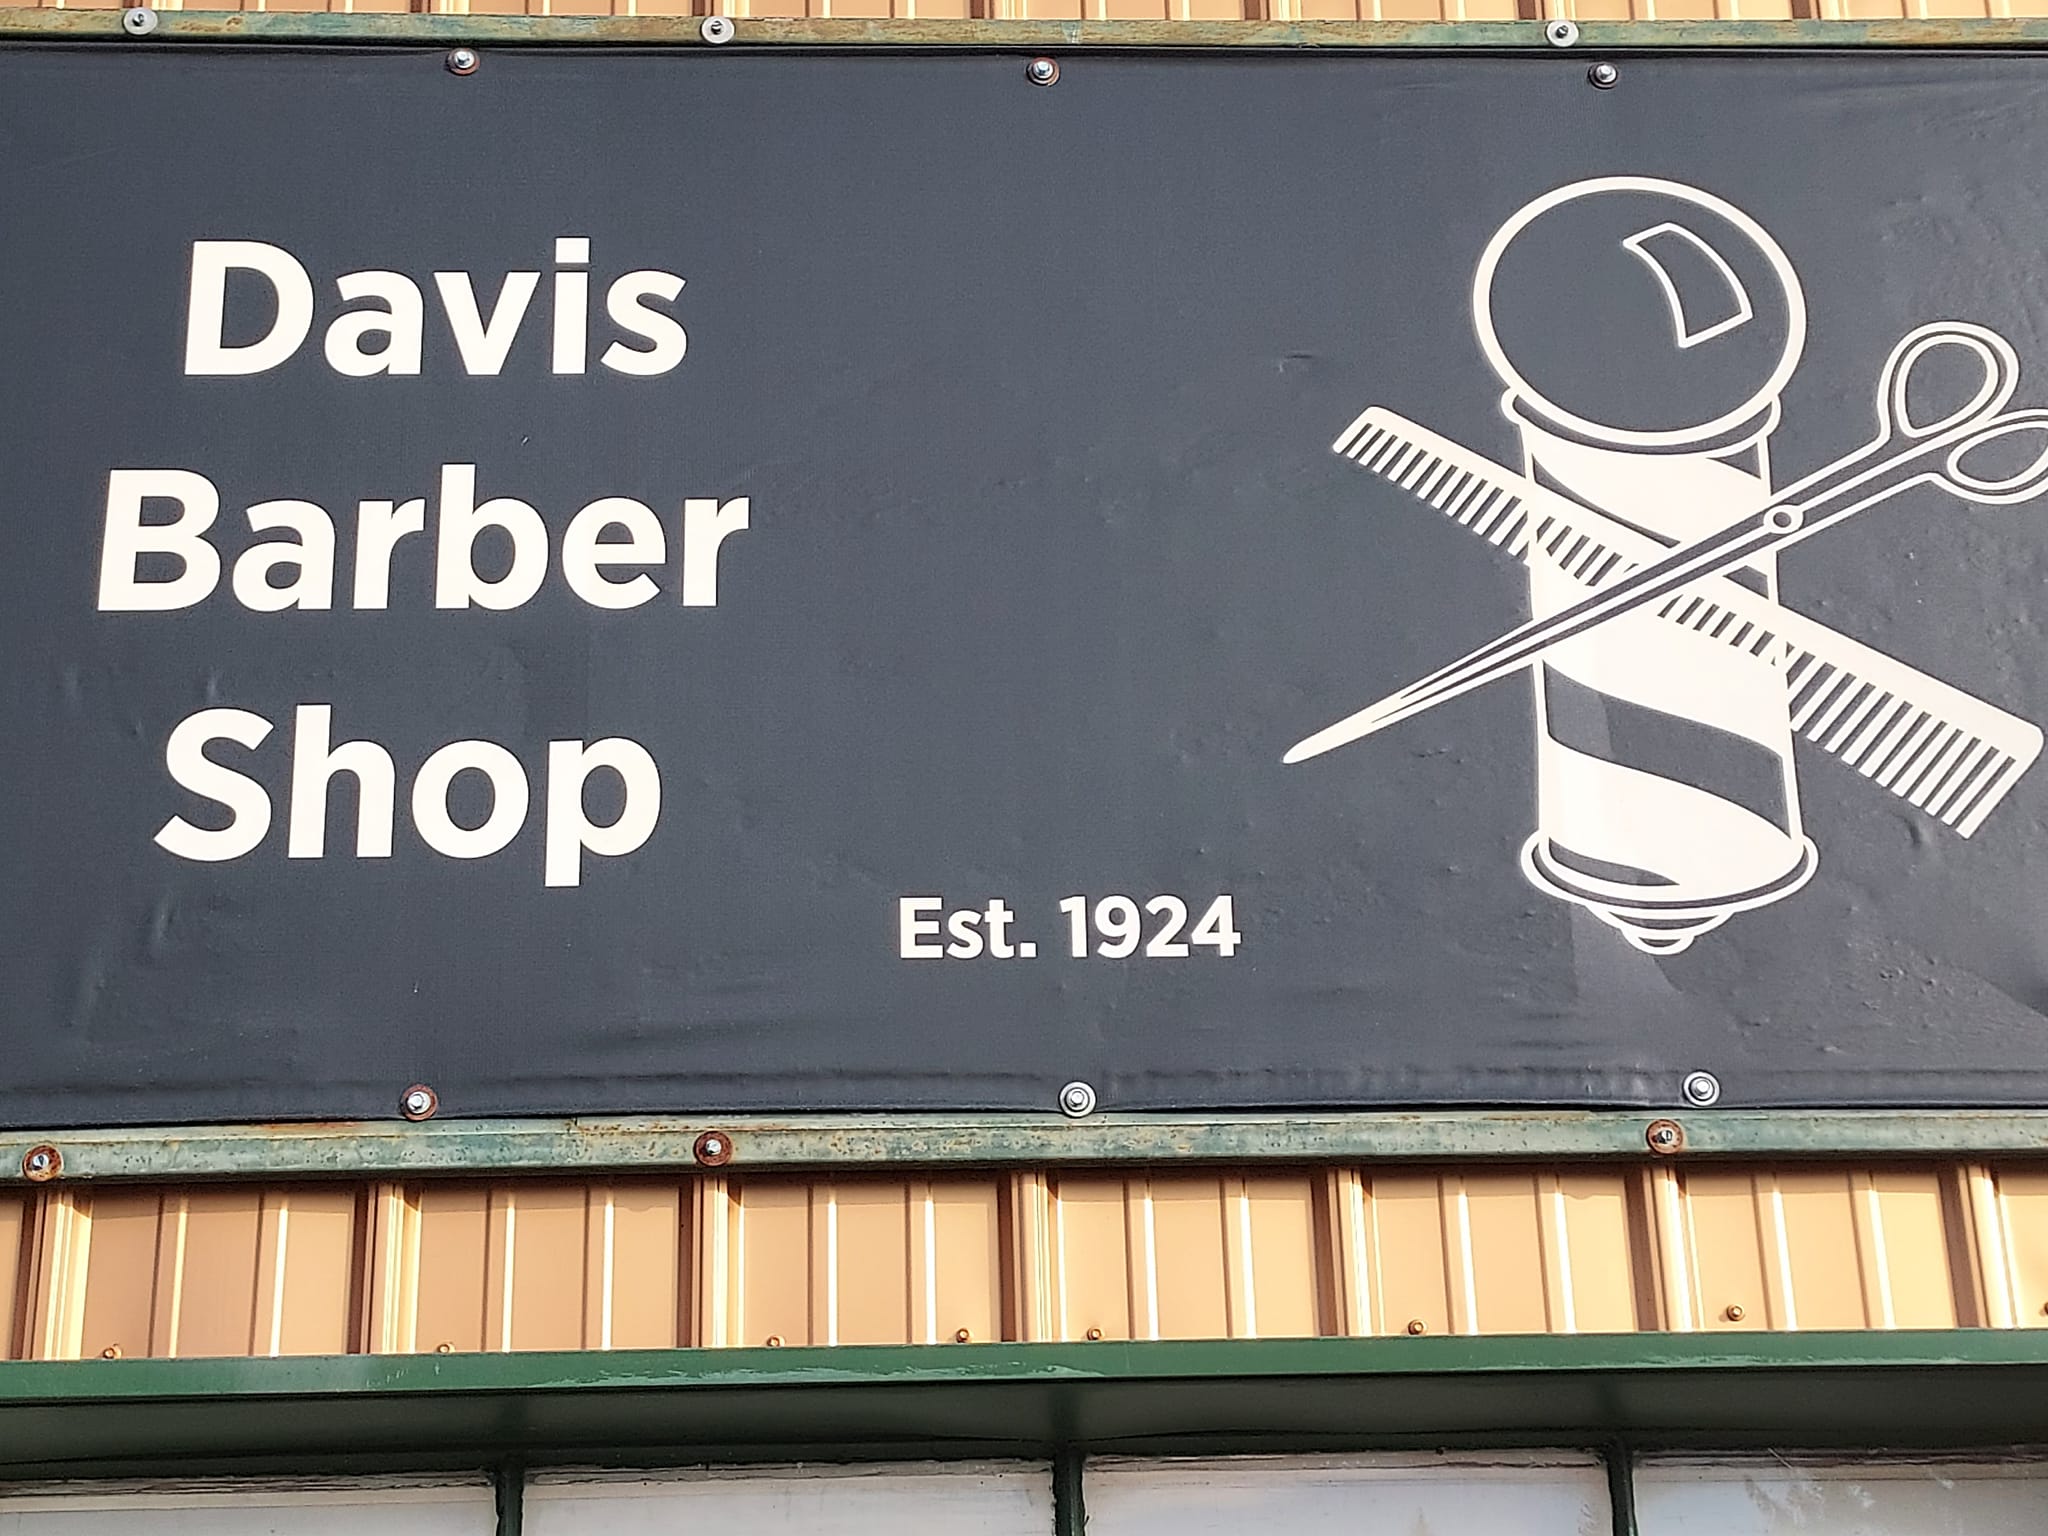 Davis
Barber
Shop
Est. 1924